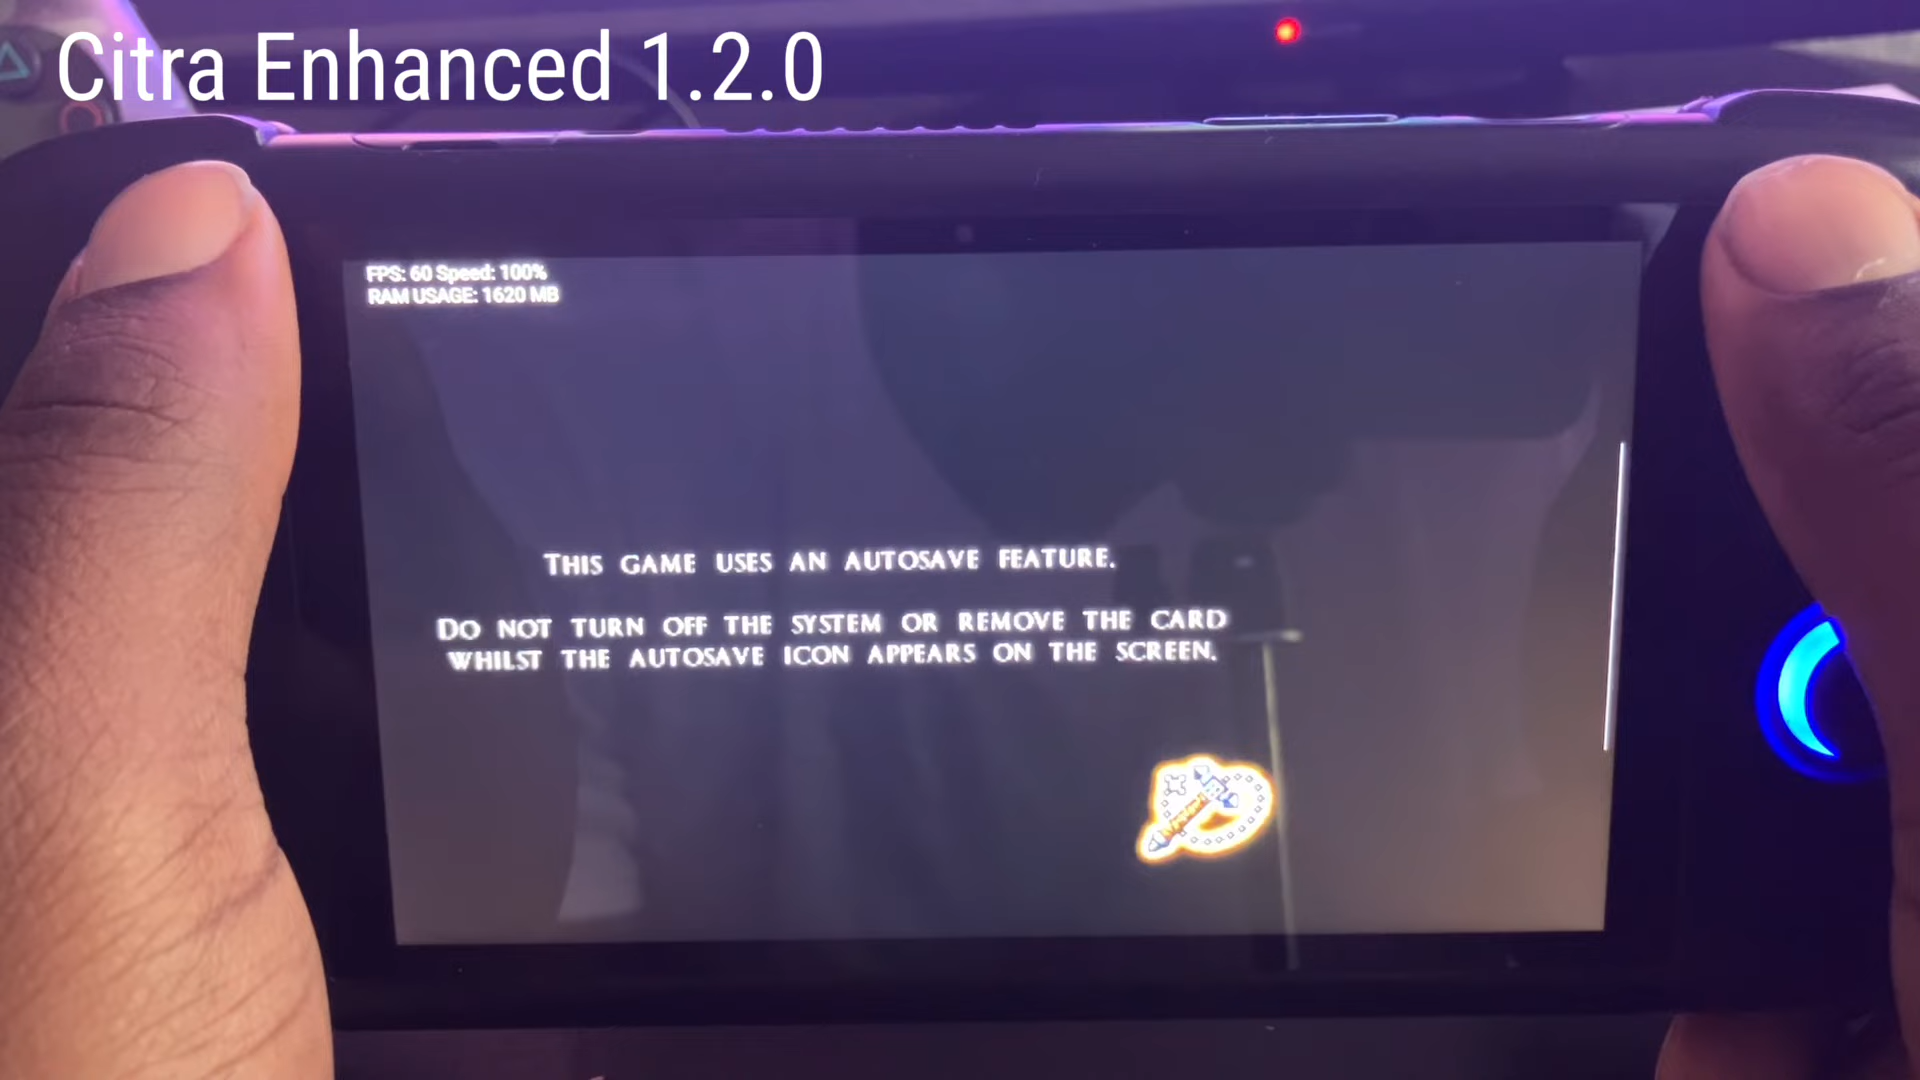 Citra Enhanced 1.2.0
FPS: 60 Speed: 100%
RAM USAGE: 1620 MB
THIS GAME USES AN AUTOSAVE FEATURE.
DO NOT TURN OFF THE SYSTEM OR REMOVE THE CARD
WHILST THE AUTOSAVE ICON APPEARS ON THE SCREEN.